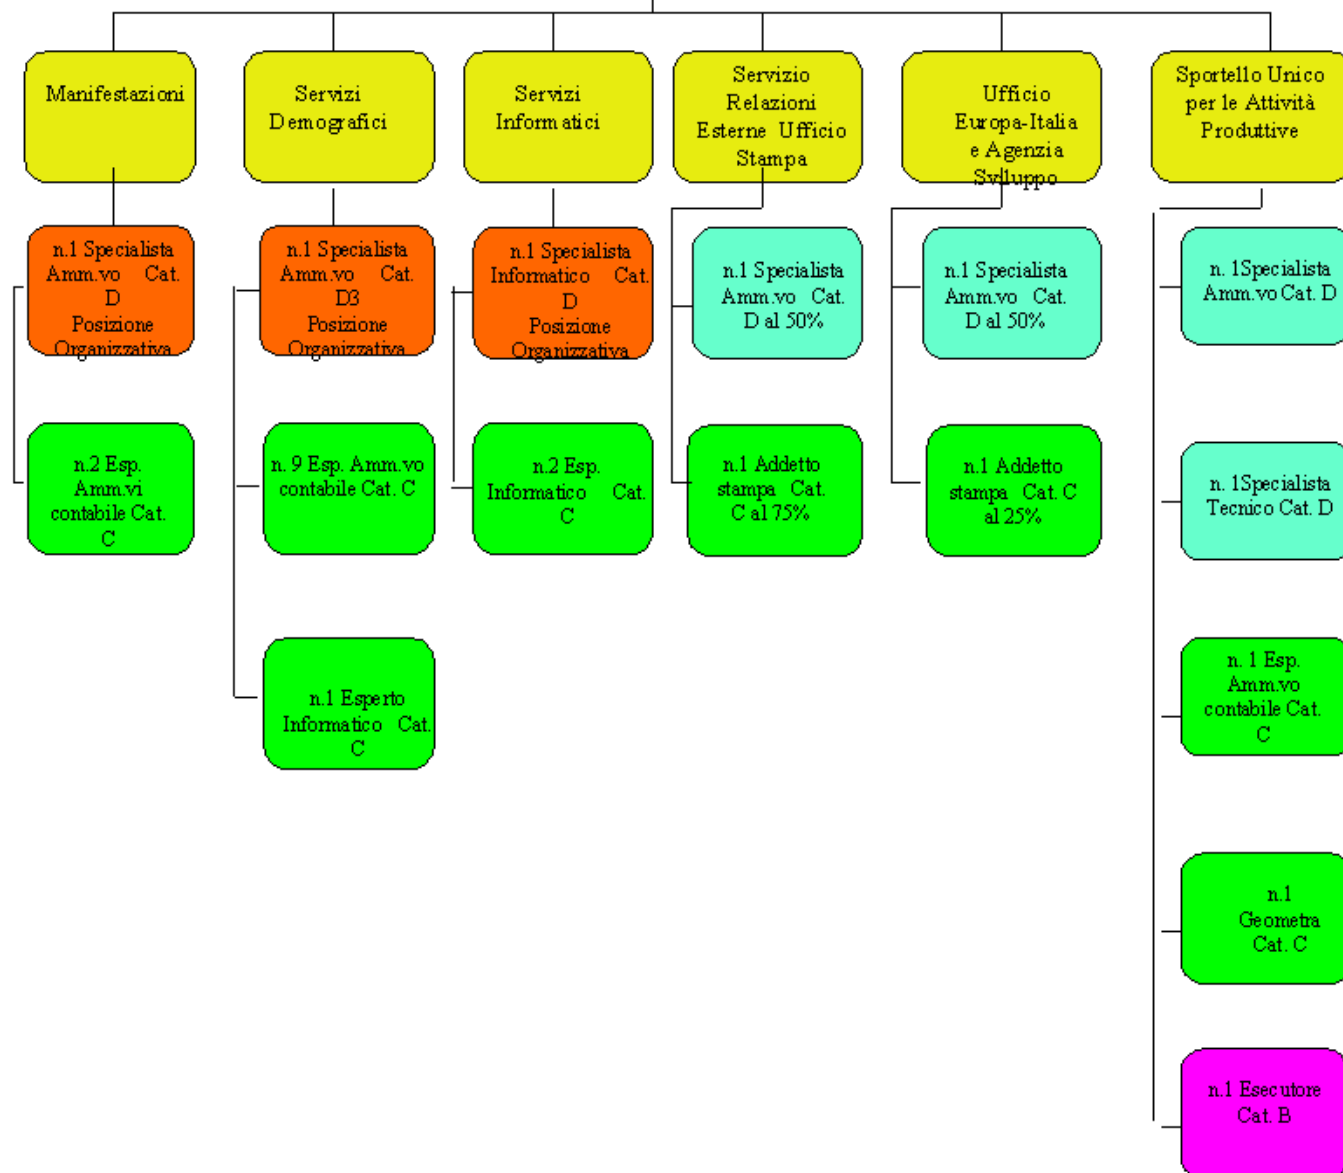 Manifestazioni
Servizi
Demografici
Servizi
Informatici
Servizio
Relazioni
Esterne Ufficio
Stampa
Ufficio
Europa-Italia
e Agenzia
Sviluppo
Sportello Unico
per le Attività
Produttive
n.1 Specialista
Amm.vo Cat.
D
Posizione
Organizzativa
n.1 Specialista
Amm.vo Cat.
D3
Posizione
Organizzativa
n.1 Specialista
Informatico Cat.
D
Posizione
Organizzativa
n.1 Specialista
Amm.vo Cat.
D al 50%
n.1 Specialista
Amm.vo Cat.
D al 50%
n. 1Specialista
Amm.vo Cat. D
n.2 Esp.
Amm.vi
contabile Cat.
C
n. 9 Esp. Amm.vo
contabile Cat. C
n.2 Esp.
Informatico Cat.
C
n.1 Addetto
stampa Cat.
C al 75%
n.1 Addetto
stampa Cat. C
al 25%
n. 1Specialista
Tecnico Cat. D
n.1 Esperto
Informatico Cat.
C
n. 1 Esp.
Amm.vo
contabile Cat.
C
n.1
Geometra
Cat. C
n.1 Esecutore
Cat. B